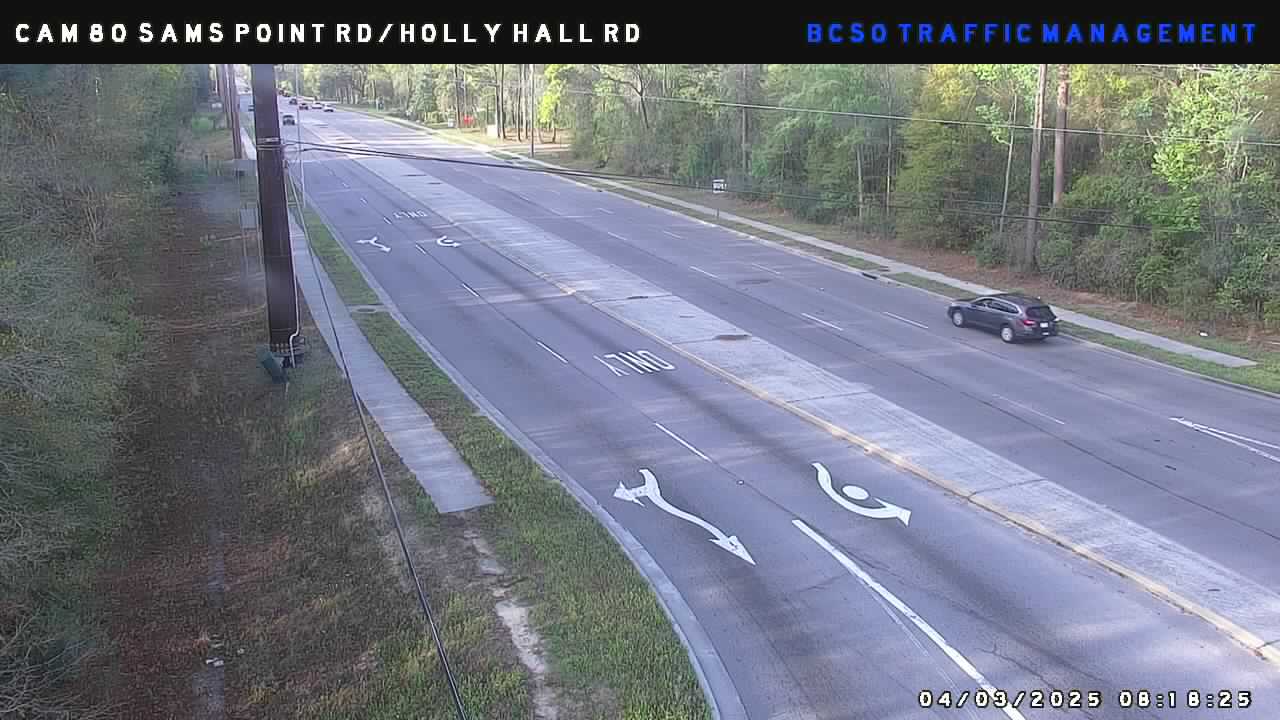 CAM 80 SAMS POINT RD/HOLLY HALL RD
BCSO TRAFFIC MANAGEMENT
ONLY
ONLY
04/03/2025 08:18:25